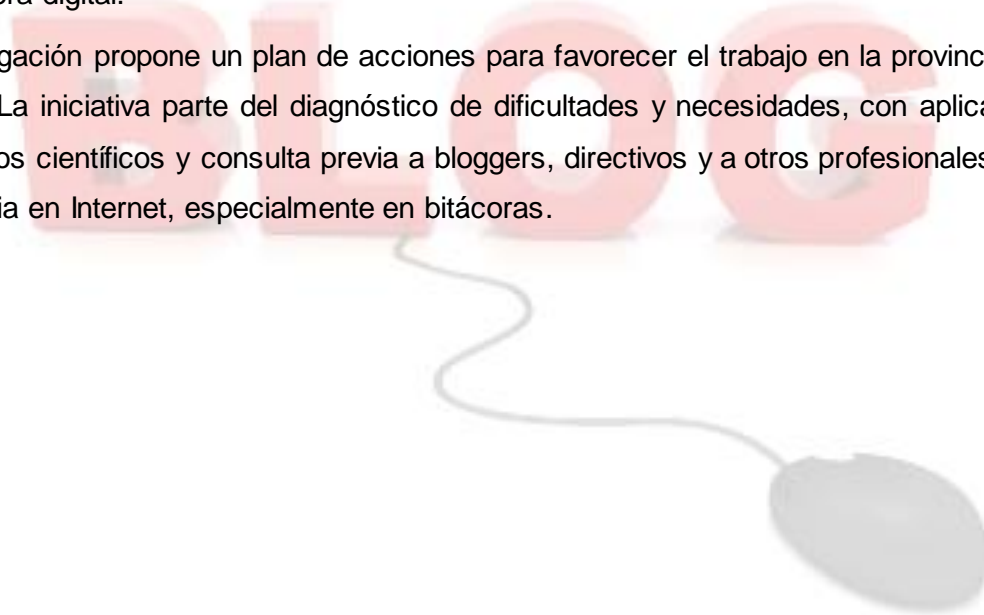 BLOG
ra digital.
gación propone un plan de acciones para favorecer el trabajo en la provinc
La iniciativa parte del diagnóstico de dificultades y necesidades, con aplica
os científicos y consulta previa a bloggers, directivos y a otros profesionales
ia en Internet, especialmente en bitácoras.